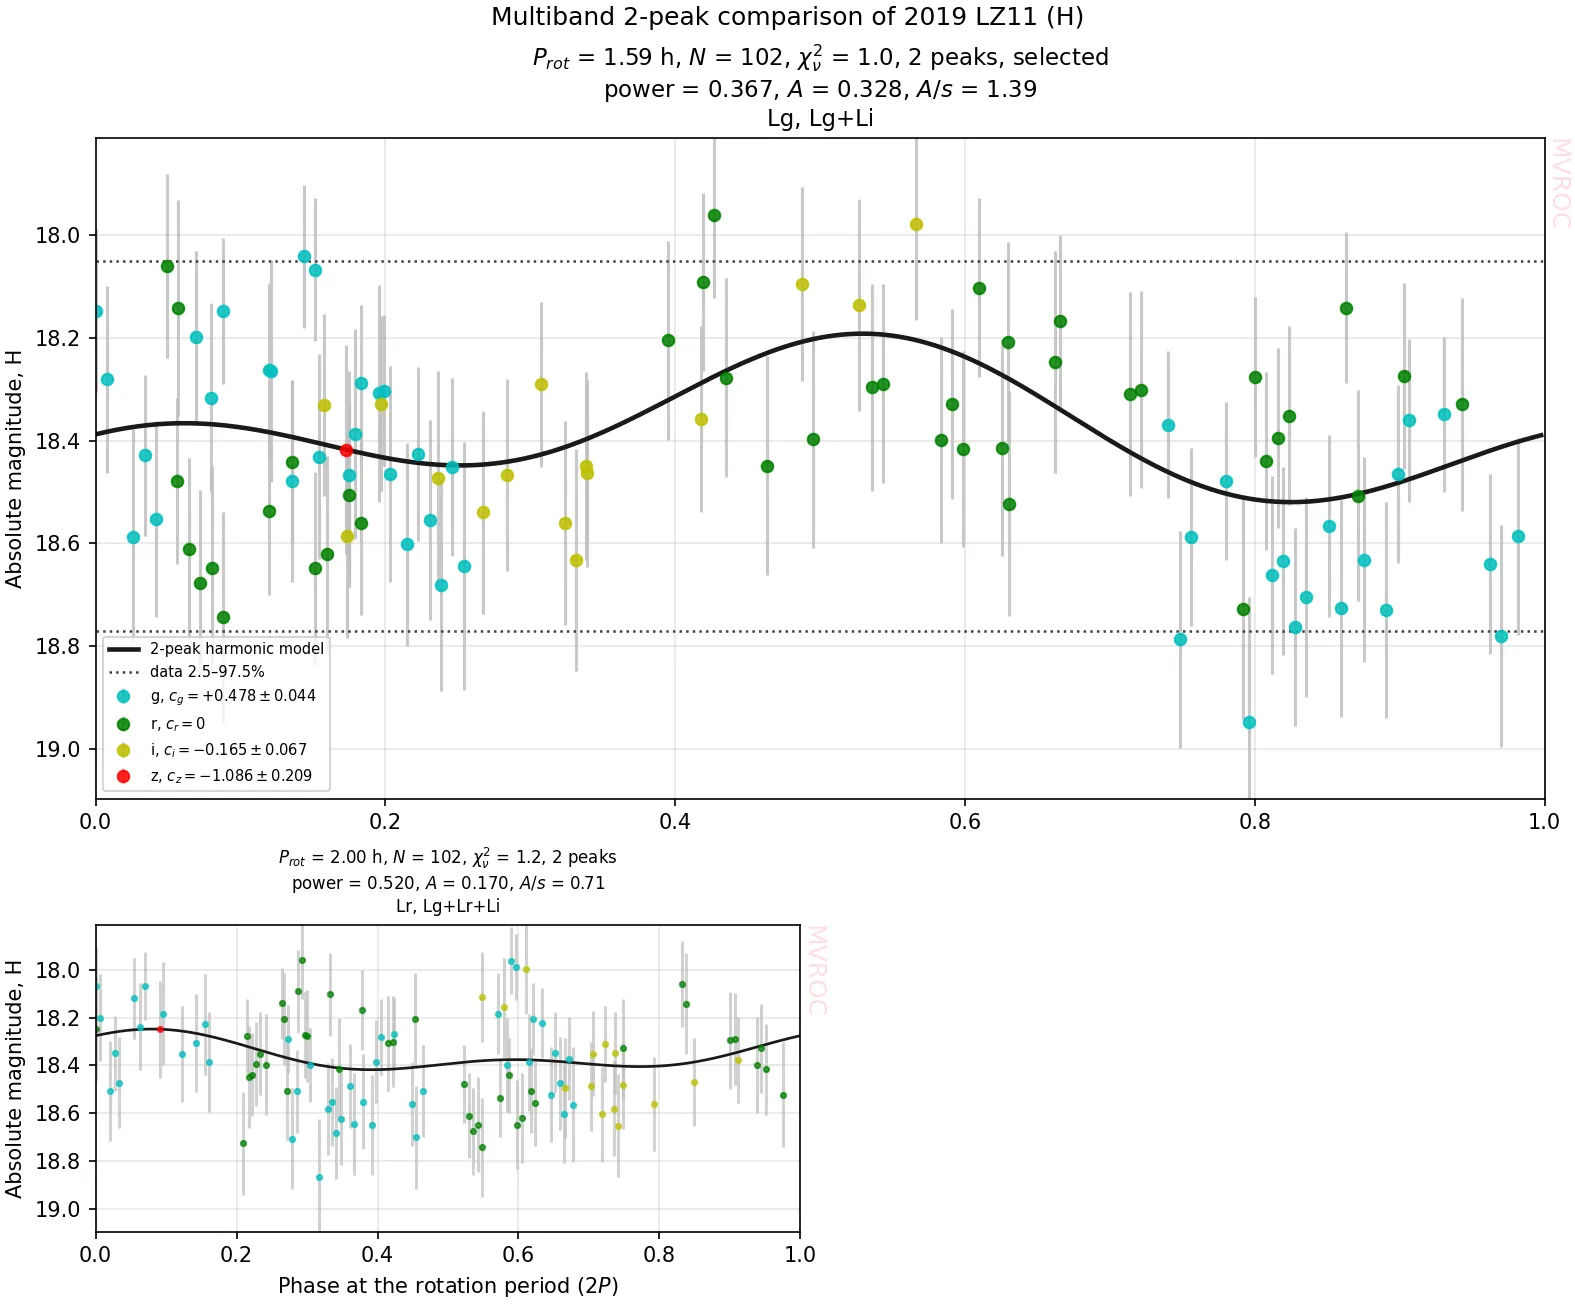 Multiband 2-peak comparison of 2019 LZ11 (H)
P_rot = 1.59 h, N = 102, χ²_ν = 1.0, 2 peaks, selected
power = 0.367, A = 0.328, A/s = 1.39
Lg, Lg+Li
MVROC
Absolute magnitude, H
18.0
18.2
18.4
18.6
18.8
19.0
2-peak harmonic model
data 2.5–97.5%
g, c_g = +0.478 ± 0.044
r, c_r = 0
i, c_i = −0.165 ± 0.067
z, c_z = −1.086 ± 0.209
0.0 0.2 0.4 0.6 0.8 1.0
P_rot = 2.00 h, N = 102, χ²_ν = 1.2, 2 peaks
power = 0.520, A = 0.170, A/s = 0.71
Lr, Lg+Lr+Li
MVROC
Absolute magnitude, H
18.0
18.2
18.4
18.6
18.8
19.0
0.0 0.2 0.4 0.6 0.8 1.0
Phase at the rotation period (2P)